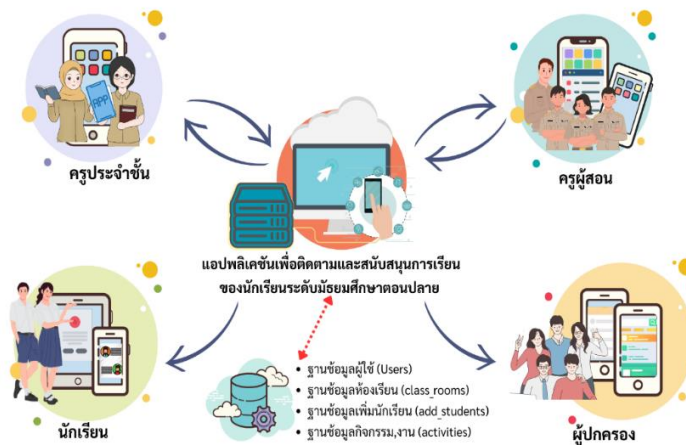 ครูประจำชั้น
ครูผู้สอน
APP
แอปพลิเคชันเพื่อติดตามและสนับสนุนการเรียน
ของนักเรียนระดับมัธยมศึกษาตอนปลาย
• ฐานข้อมูลผู้ใช้ (Users)
• ฐานข้อมูลห้องเรียน (class_rooms)
• ฐานข้อมูลเพิ่มนักเรียน (add_students)
• ฐานข้อมูลกิจกรรม,งาน (activities)
นักเรียน
ผู้ปกครอง